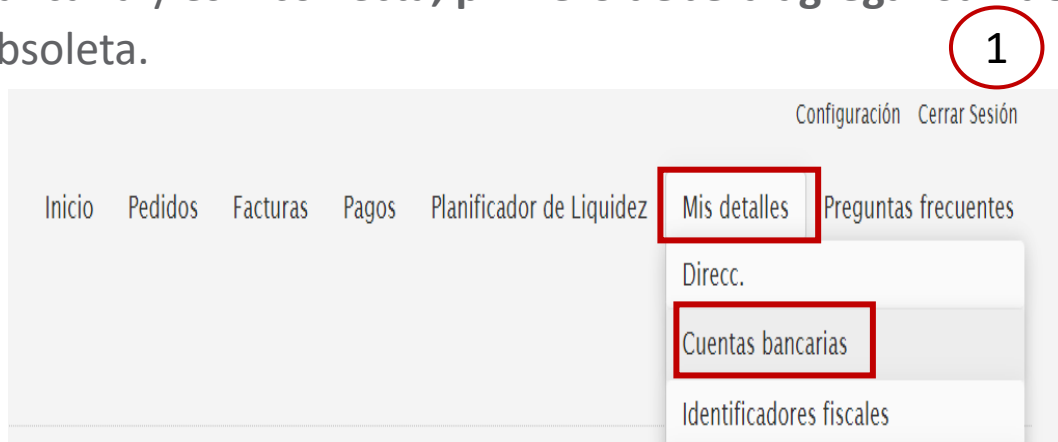 obsoleta.
1
Configuración Cerrar Sesión
Inicio Pedidos Facturas Pagos Planificador de Liquidez Mis detalles Preguntas frecuentes
Direcc.
Cuentas bancarias
Identificadores fiscales